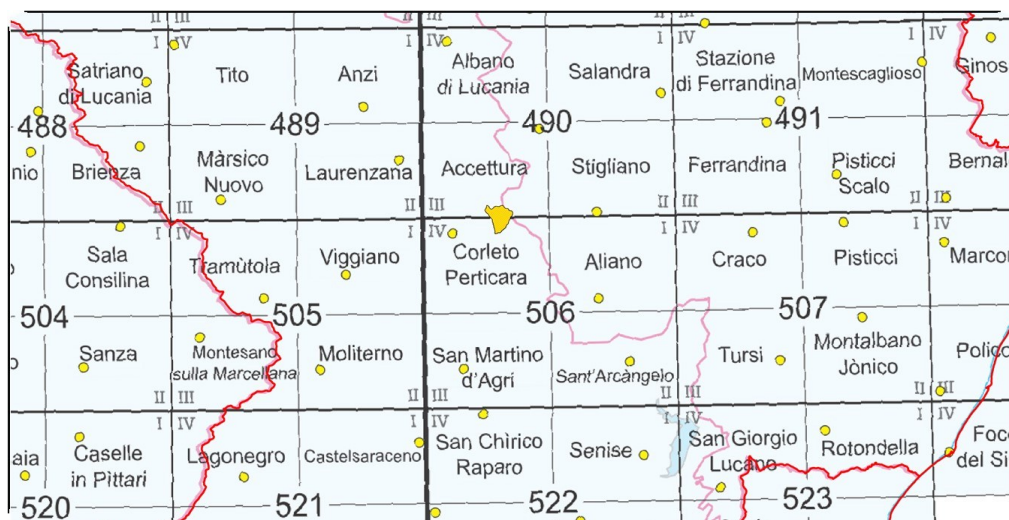 II III II III II III
I IV I IV I IV I IV
Satriano
di Lucania
Tito
Anzi
Albano
di Lucania
Salandra
Stazione
di Ferrandina
Montescaglioso
Ginos
488
489
490
491
nio
Brienza
Màrsico
Nuovo
Laurenzana
Accettura
Stigliano
Ferrandina
Pisticci
Scalo
Bernal
II III II III II III II III
I IV I IV I IV I IV
Sala
Consilina
Tramùtola
Viggiano
Corleto
Perticara
Aliano
Craco
Pisticci
Marco
504
505
506
507
Sanza
Montesano
sulla Marcellana
Moliterno
San Martino
d'Agri
Sant'Arcàngelo
Tursi
Montalbano
Jònico
Polico
II III II III II III II III
I IV I IV I IV I IV
aia
Caselle
in Pìttari
Lagonegro
Castelsaraceno
San Chìrico
Raparo
Senise
San Giorgio
Lucano
Rotondella
Foc
del Si
520
521
522
523